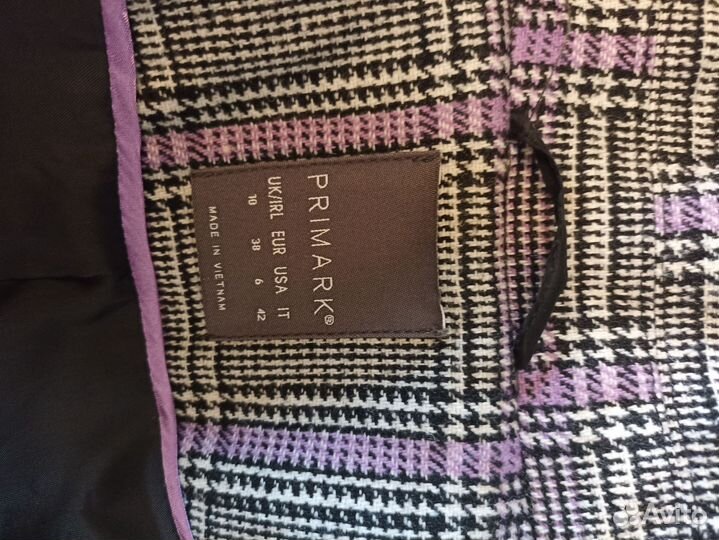 PRIMARK®
UK/IRL EUR USA IT
10 38 6 42
MADE IN VIETNAM
Avito